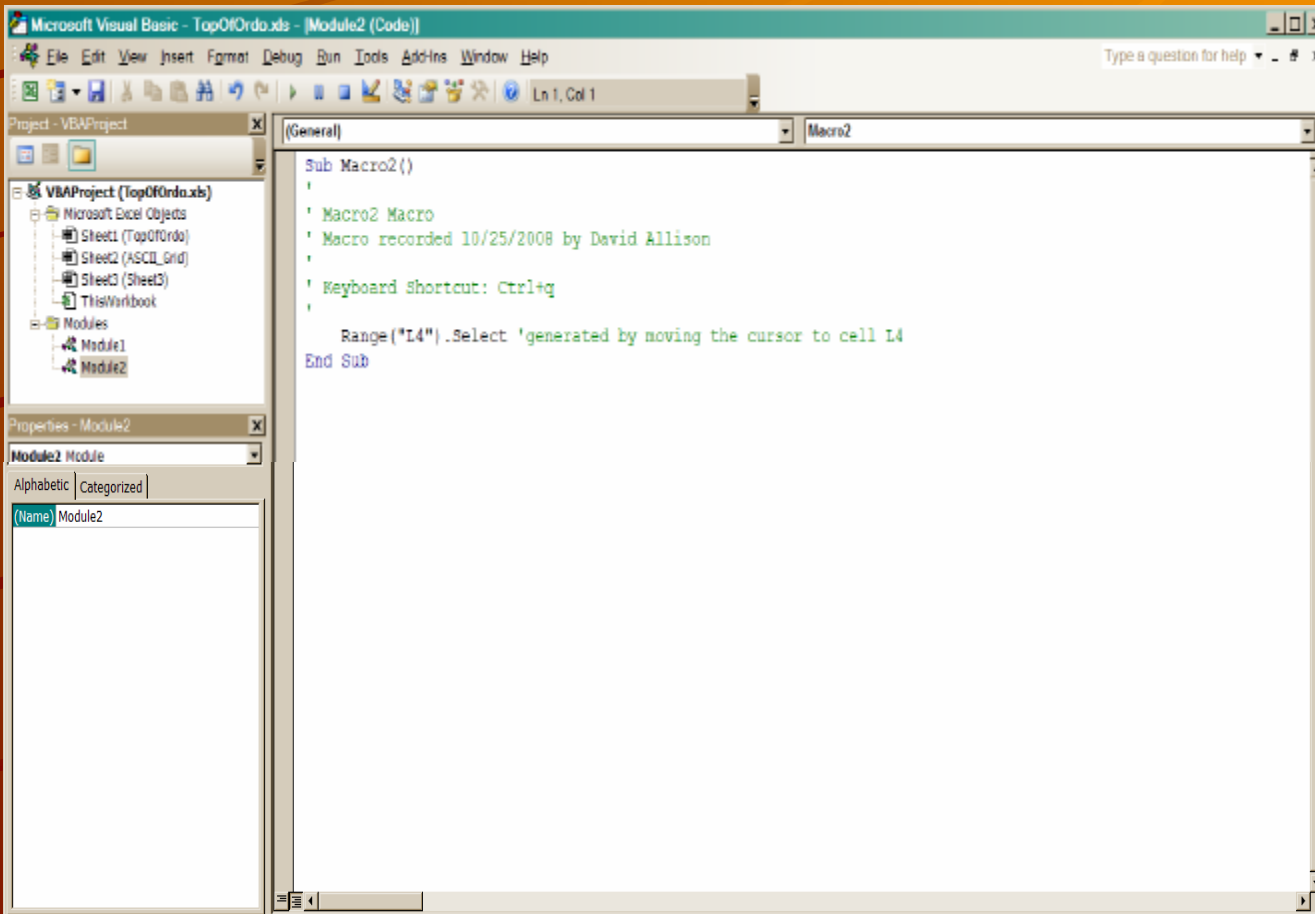 Microsoft Visual Basic - TopOfOrdo.xls - [Module2 (Code)]
File Edit View Insert Format Debug Run Tools Add-Ins Window Help
Type a question for help
Ln 1, Col 1
Project - VBAProject
VBAProject (TopOfOrdo.xls)
Microsoft Excel Objects
Sheet1 (TopOfOrdo)
Sheet2 (ASCII_Grid)
Sheet3 (Sheet3)
ThisWorkbook
Modules
Module1
Module2
Properties - Module2
Module2 Module
Alphabetic Categorized
(Name) Module2
(General) Macro2
Sub Macro2()
'
' Macro2 Macro
' Macro recorded 10/25/2008 by David Allison
'
' Keyboard Shortcut: Ctrl+q
'
Range("L4").Select 'generated by moving the cursor to cell L4
End Sub